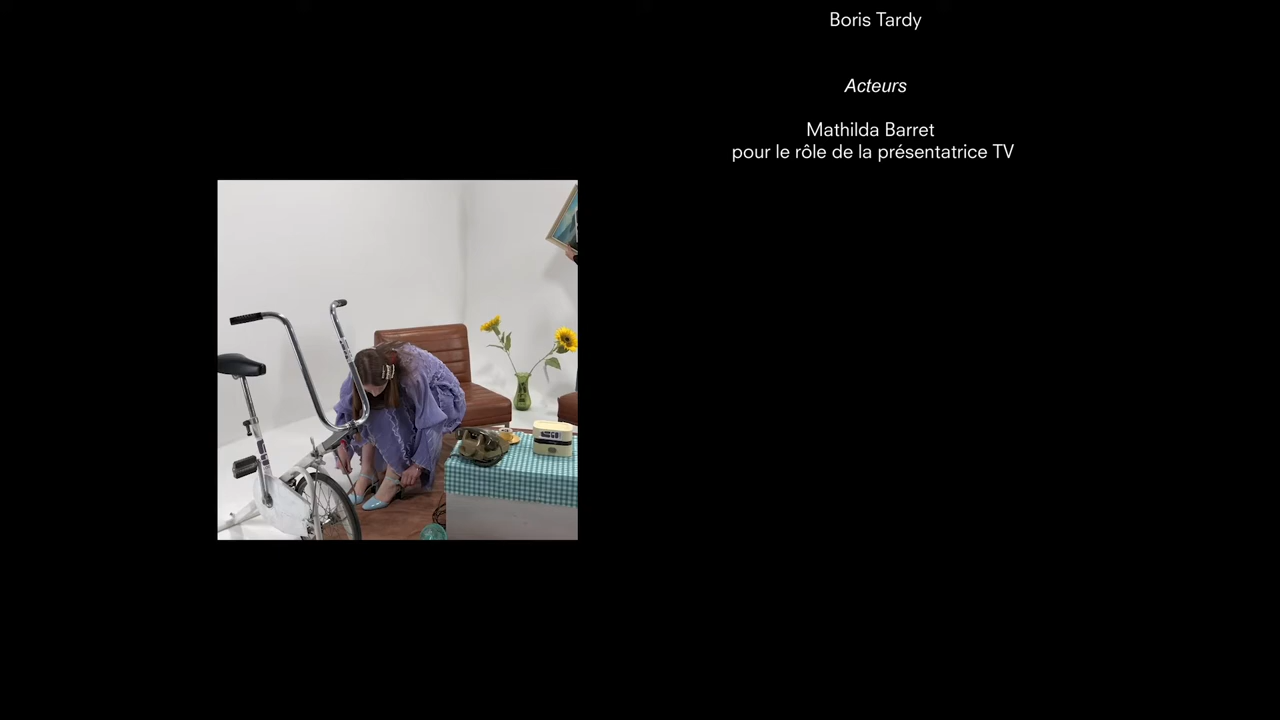 Boris Tardy
Acteurs
Mathilda Barret
pour le rôle de la présentatrice TV